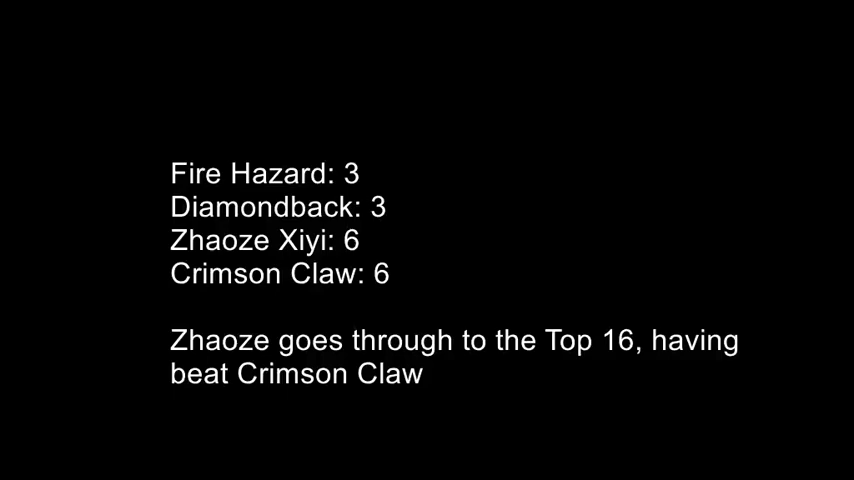 Fire Hazard: 3
Diamondback: 3
Zhaoze Xiyi: 6
Crimson Claw: 6
Zhaoze goes through to the Top 16, having
beat Crimson Claw